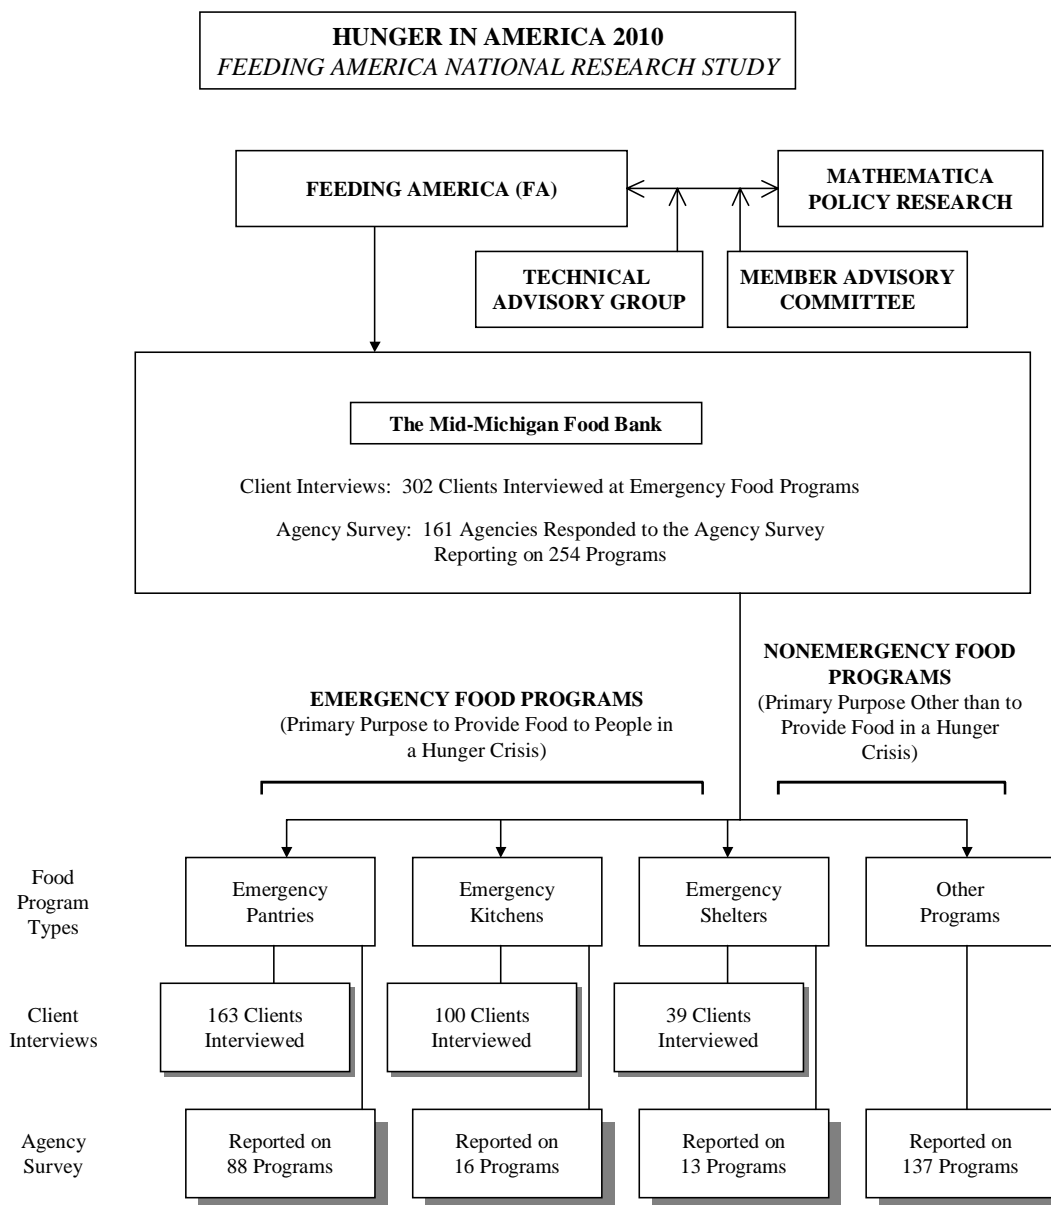 HUNGER IN AMERICA 2010
FEEDING AMERICA NATIONAL RESEARCH STUDY
FEEDING AMERICA (FA)
MATHEMATICA
POLICY RESEARCH
TECHNICAL
ADVISORY GROUP
MEMBER ADVISORY
COMMITTEE
The Mid-Michigan Food Bank
Client Interviews:  302 Clients Interviewed at Emergency Food Programs
Agency Survey:  161 Agencies Responded to the Agency Survey
Reporting on 254 Programs
EMERGENCY FOOD PROGRAMS
(Primary Purpose to Provide Food to People in
a Hunger Crisis)
NONEMERGENCY FOOD
PROGRAMS
(Primary Purpose Other than to
Provide Food in a Hunger
Crisis)
Food
Program
Types
Emergency
Pantries
Emergency
Kitchens
Emergency
Shelters
Other
Programs
Client
Interviews
163 Clients
Interviewed
100 Clients
Interviewed
39 Clients
Interviewed
Agency
Survey
Reported on
88 Programs
Reported on
16 Programs
Reported on
13 Programs
Reported on
137 Programs